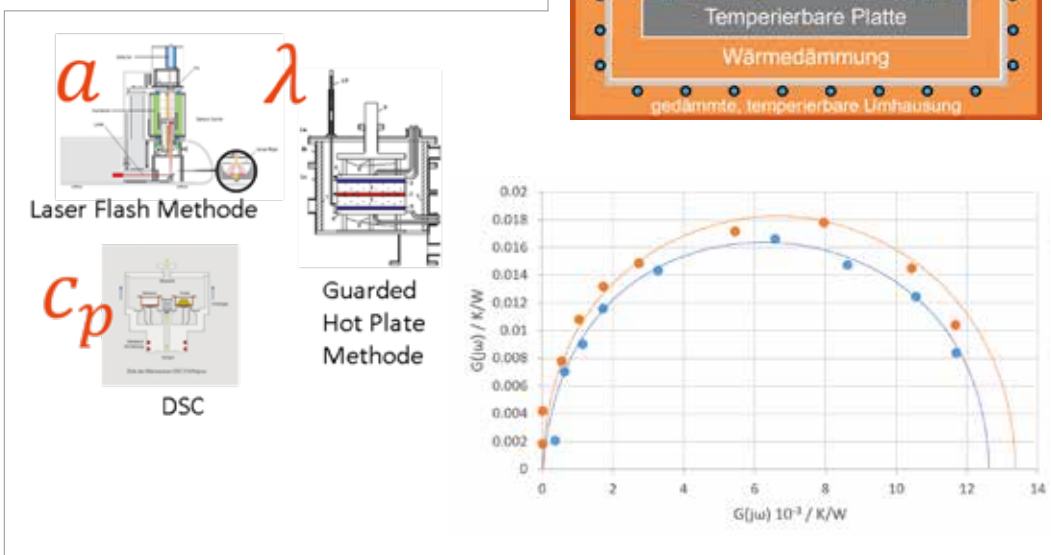 Temperierbare Platte
Wärmedämmung
gedämmte, temperierbare Umhausung
a
λ
Laser Flash Methode
c_p
Guarded
Hot Plate
Methode
DSC
G(jω) / K/W
0.02
0.018
0.016
0.014
0.012
0.010
0.008
0.006
0.004
0.002
0
0 2 4 6 8 10 12 14
G(jω) 10⁻³ / K/W